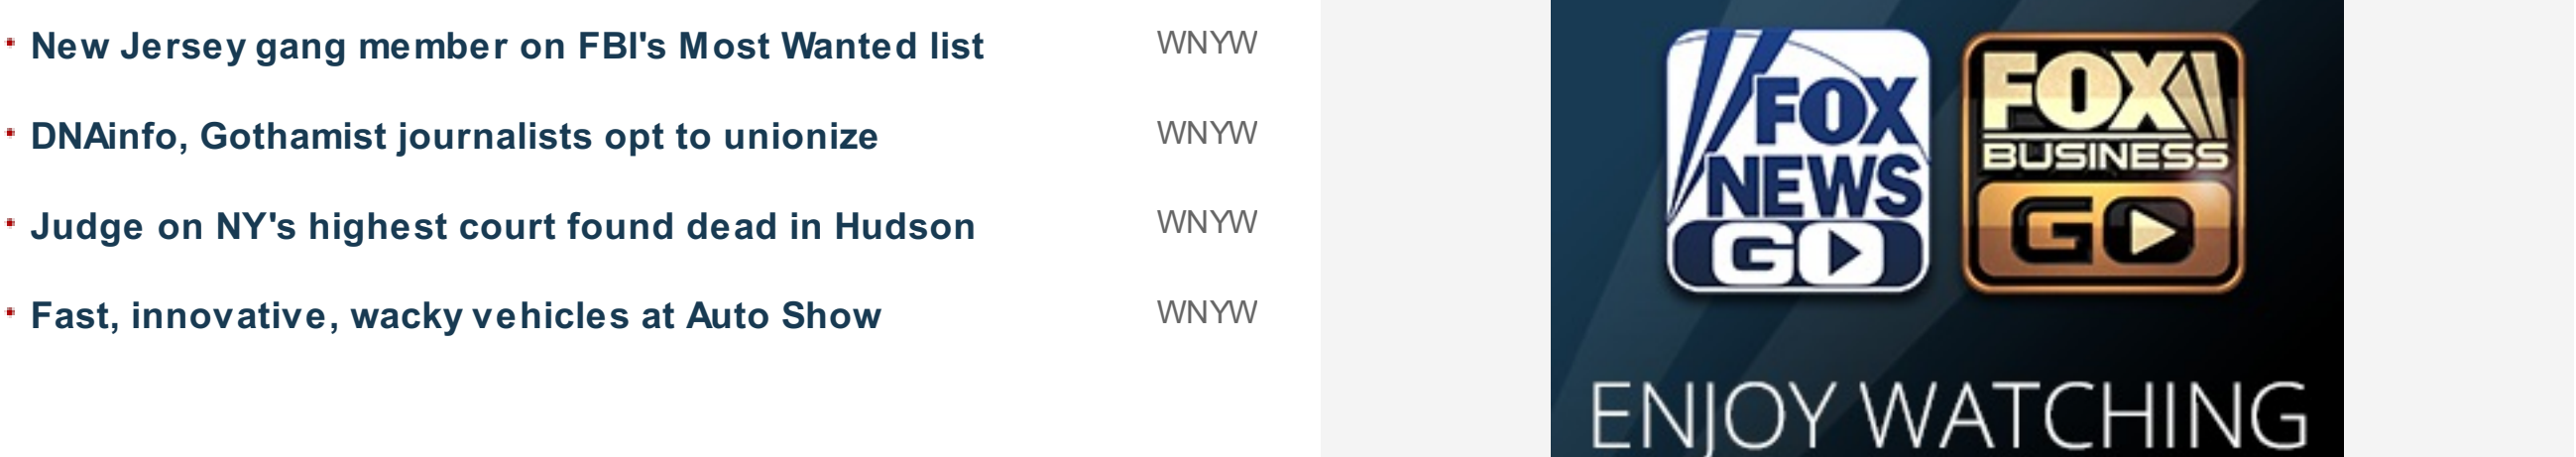 New Jersey gang member on FBI's Most Wanted list WNYW
DNAinfo, Gothamist journalists opt to unionize WNYW
Judge on NY's highest court found dead in Hudson WNYW
Fast, innovative, wacky vehicles at Auto Show WNYW
FOX
NEWS
GO
FOX
BUSINESS
GO
ENJOY WATCHING